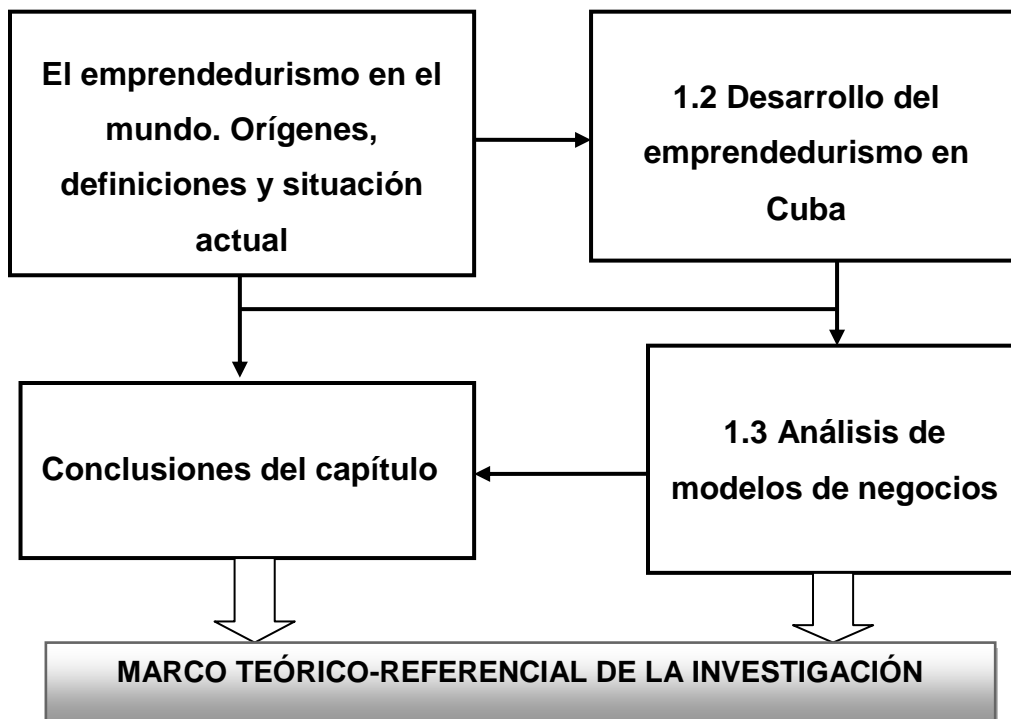 El emprendedurismo en el
mundo. Orígenes,
definiciones y situación
actual
1.2 Desarrollo del
emprendedurismo en
Cuba
Conclusiones del capítulo
1.3 Análisis de
modelos de negocios
MARCO TEÓRICO-REFERENCIAL DE LA INVESTIGACIÓN